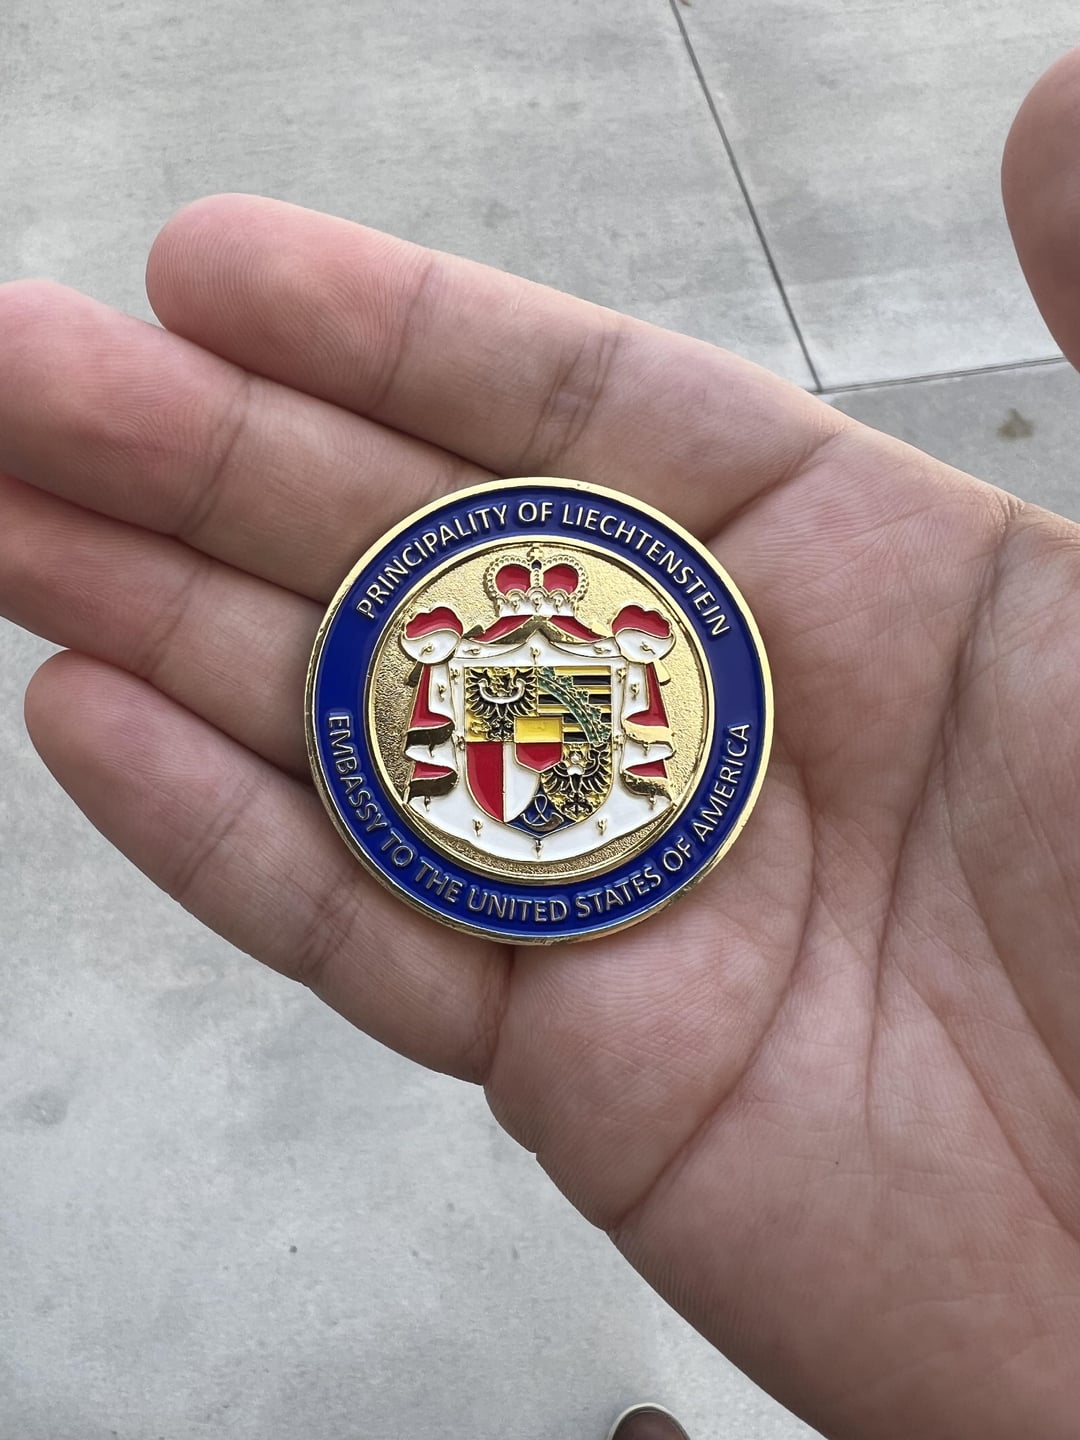 PRINCIPALITY OF LIECHTENSTEIN
EMBASSY TO THE UNITED STATES OF AMERICA